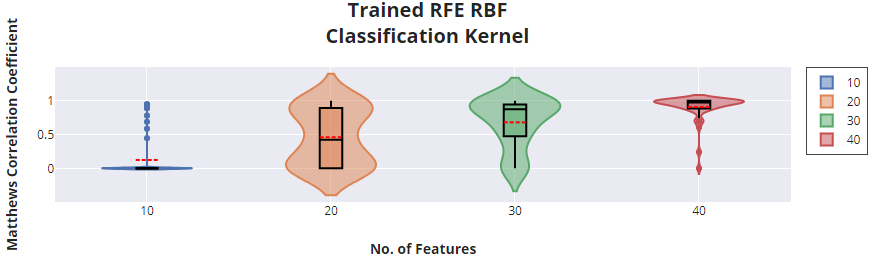 Trained RFE RBF
Classification Kernel
Matthews Correlation Coefficient
1
0.5
0
10
20
30
40
No. of Features
10
20
30
40